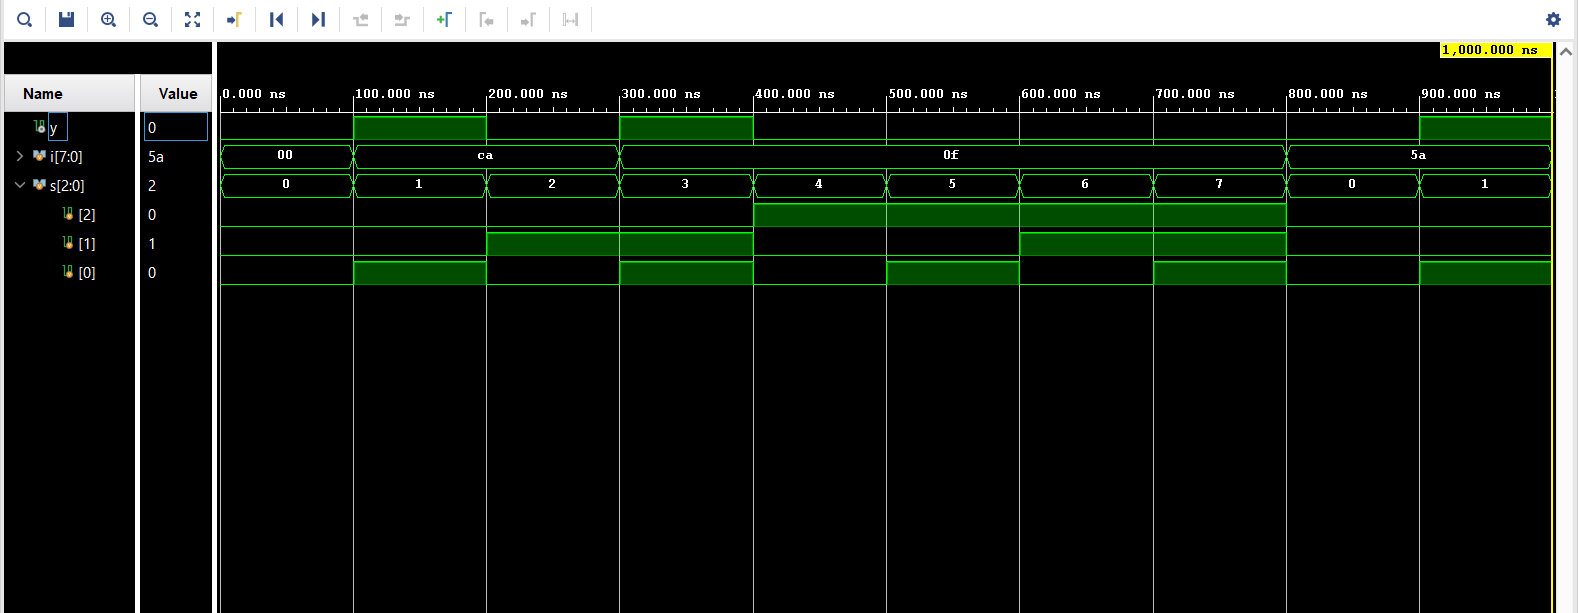 1,000.000 ns
Name Value 0.000 ns 100.000 ns 200.000 ns 300.000 ns 400.000 ns 500.000 ns 600.000 ns 700.000 ns 800.000 ns 900.000 ns
y 0
i[7:0] 5a 00 ca 0f 5a
s[2:0] 2 0 1 2 3 4 5 6 7 0 1
[2] 0
[1] 1
[0] 0